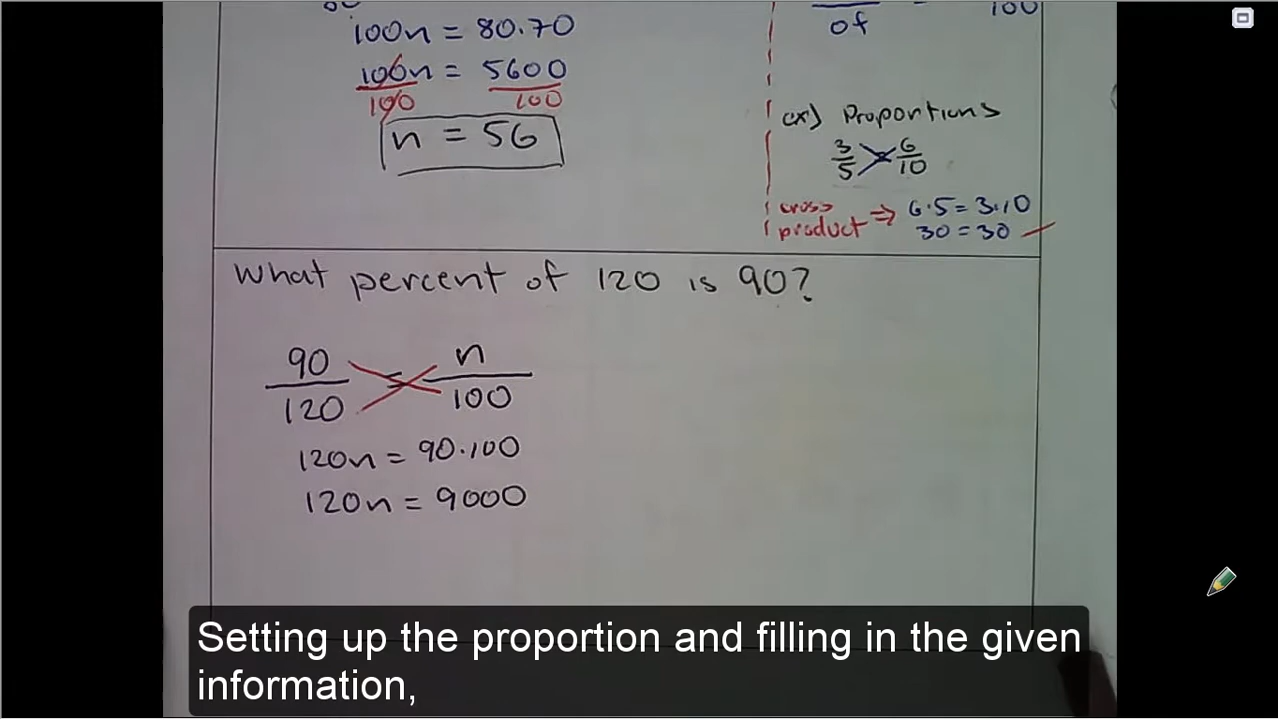 100n = 80.70
100n = 5600
100 100
n = 56
of
100
ex) Proportions
3 6
5 10
cross product ⇒ 6·5 = 3·10
30 = 30
What percent of 120 is 90?
90 = n
120 100
120n = 90·100
120n = 9000
Setting up the proportion and filling in the given
information,